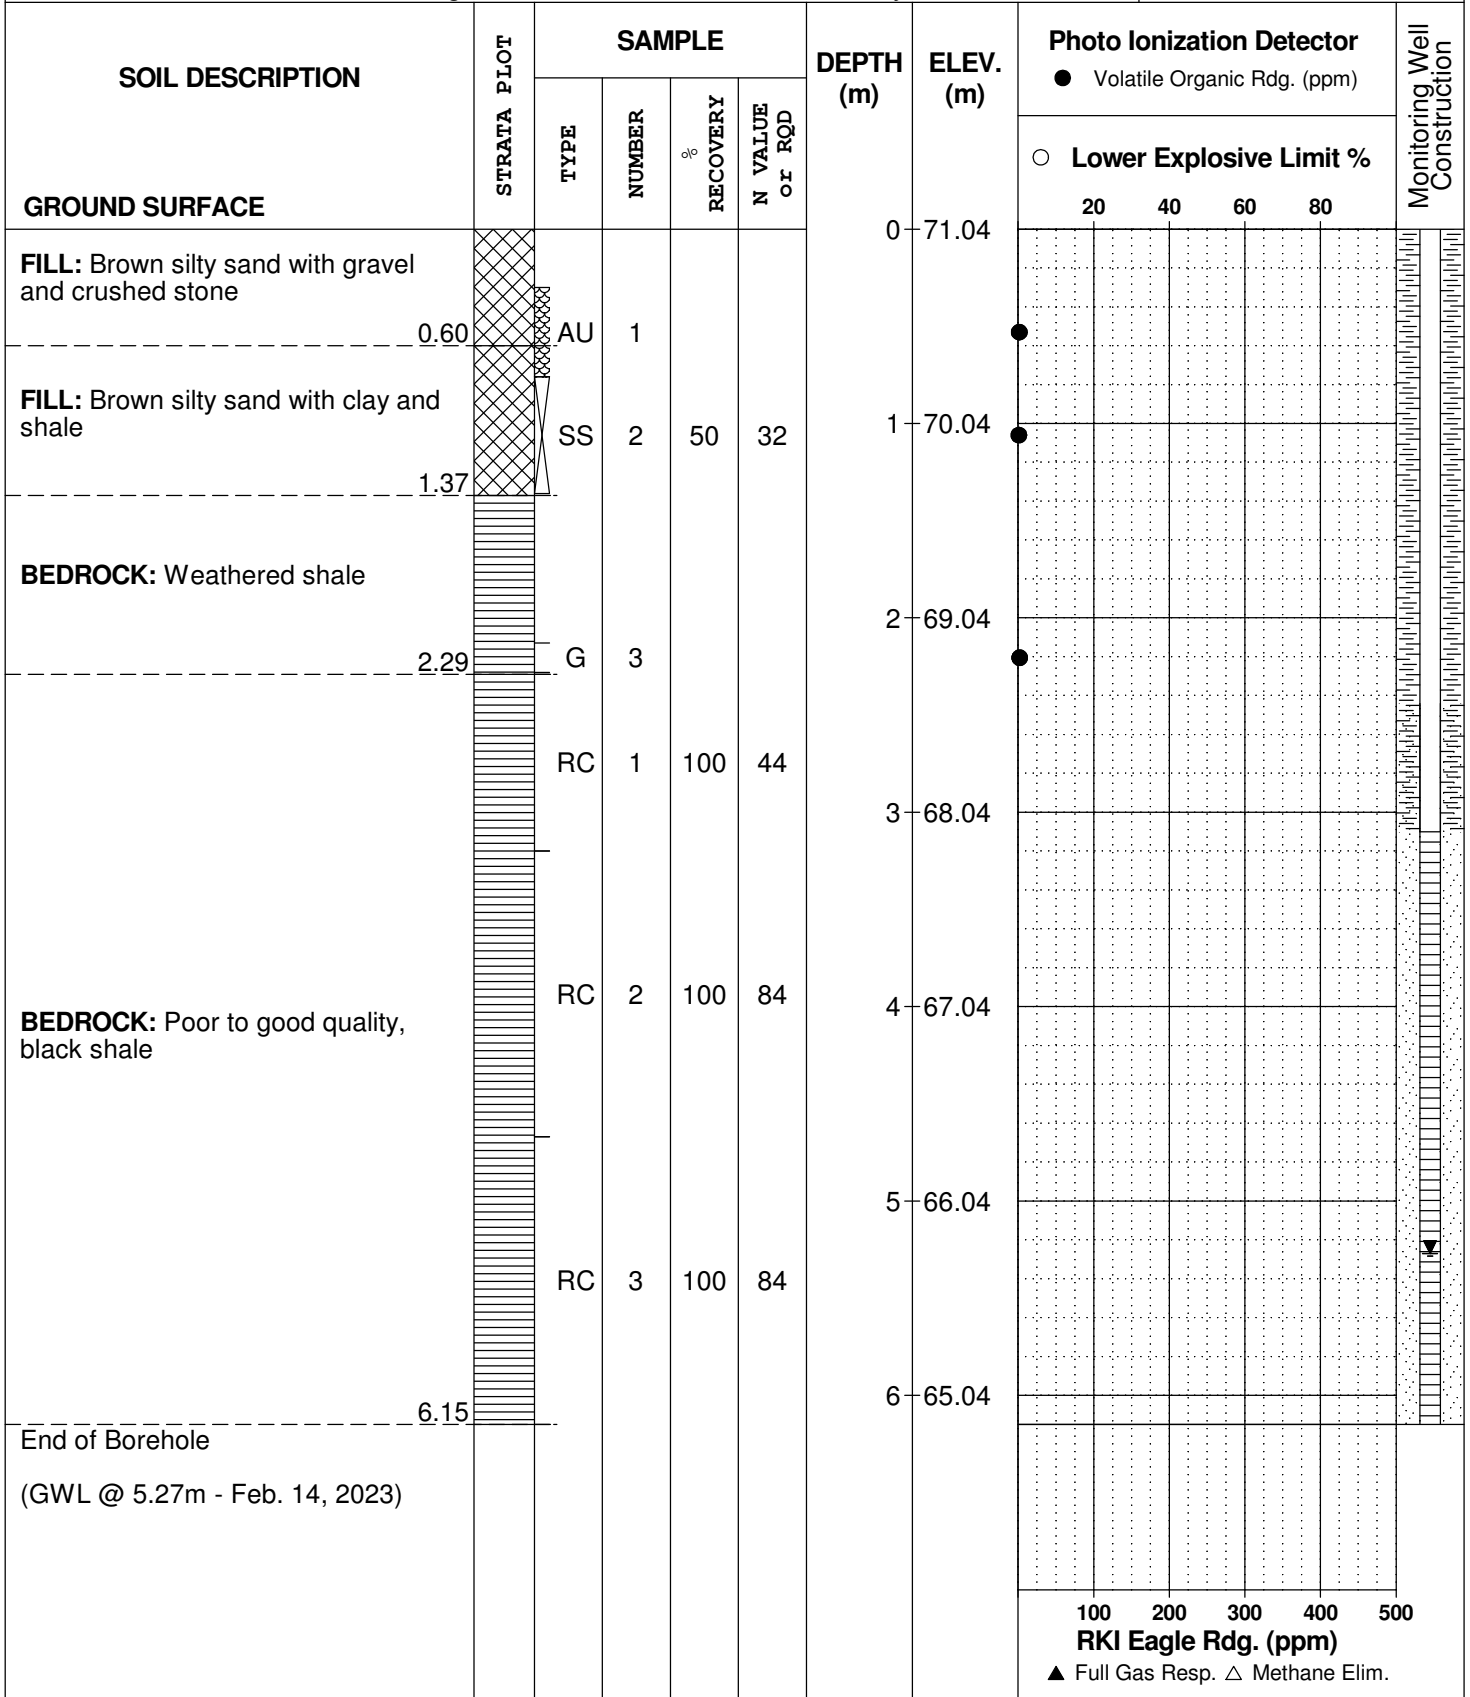 SOIL DESCRIPTION
GROUND SURFACE
STRATA PLOT
SAMPLE
TYPE
NUMBER
%
RECOVERY
N VALUE
or RQD
DEPTH
(m)
ELEV.
(m)
Photo Ionization Detector
● Volatile Organic Rdg. (ppm)
○ Lower Explosive Limit %
20 40 60 80
Monitoring Well
Construction
0 71.04
FILL: Brown silty sand with gravel
and crushed stone
0.60
AU 1
FILL: Brown silty sand with clay and
shale
1.37
SS 2 50 32
1 70.04
BEDROCK: Weathered shale
2.29
G 3
2 69.04
RC 1 100 44
3 68.04
RC 2 100 84
4 67.04
BEDROCK: Poor to good quality,
black shale
5 66.04
RC 3 100 84
6 65.04
6.15
End of Borehole
(GWL @ 5.27m - Feb. 14, 2023)
100 200 300 400 500
RKI Eagle Rdg. (ppm)
▲ Full Gas Resp. △ Methane Elim.